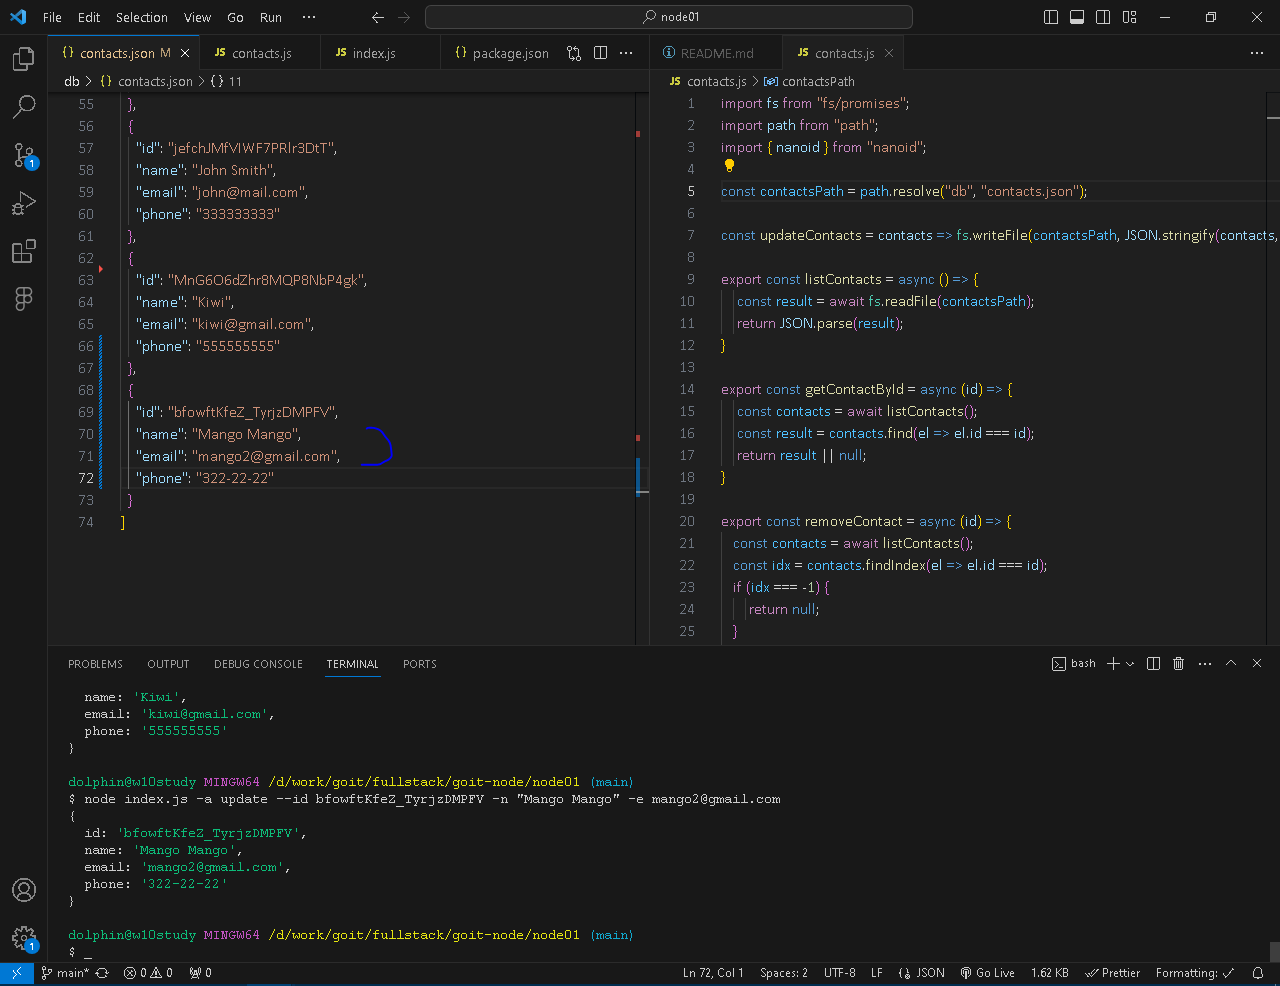 File Edit Selection View Go Run ··· node01
{} contacts.json M JS contacts.js JS index.js {} package.json ···
db > {} contacts.json > {} 11
55 },
56 {
57 "id": "jefchJMfVIWF7PRlr3DtT",
58 "name": "John Smith",
59 "email": "john@mail.com",
60 "phone": "333333333"
61 },
62 {
63 "id": "MnG6O6dZhr8MQP8NbP4gk",
64 "name": "Kiwi",
65 "email": "kiwi@gmail.com",
66 "phone": "555555555"
67 },
68 {
69 "id": "bfowftKfeZ_TyrjzDMPFV",
70 "name": "Mango Mango",
71 "email": "mango2@gmail.com",
72 "phone": "322-22-22"
73 }
74 ]
README.md JS contacts.js ···
JS contacts.js > contactsPath
1 import fs from "fs/promises";
2 import path from "path";
3 import { nanoid } from "nanoid";
4
5 const contactsPath = path.resolve("db", "contacts.json");
6
7 const updateContacts = contacts => fs.writeFile(contactsPath, JSON.stringify(contacts,
8
9 export const listContacts = async () => {
10 const result = await fs.readFile(contactsPath);
11 return JSON.parse(result);
12 }
13
14 export const getContactById = async (id) => {
15 const contacts = await listContacts();
16 const result = contacts.find(el => el.id === id);
17 return result || null;
18 }
19
20 export const removeContact = async (id) => {
21 const contacts = await listContacts();
22 const idx = contacts.findIndex(el => el.id === id);
23 if (idx === -1) {
24 return null;
25 }
PROBLEMS OUTPUT DEBUG CONSOLE TERMINAL PORTS bash
name: 'Kiwi',
email: 'kiwi@gmail.com',
phone: '555555555'
}
dolphin@w10study MINGW64 /d/work/goit/fullstack/goit-node/node01 (main)
$ node index.js -a update --id bfowftKfeZ_TyrjzDMPFV -n "Mango Mango" -e mango2@gmail.com
{
id: 'bfowftKfeZ_TyrjzDMPFV',
name: 'Mango Mango',
email: 'mango2@gmail.com',
phone: '322-22-22'
}
dolphin@w10study MINGW64 /d/work/goit/fullstack/goit-node/node01 (main)
$ _
1
1
main* 0 0 0 Ln 72, Col 1 Spaces: 2 UTF-8 LF JSON Go Live 1.62 KB Prettier Formatting: